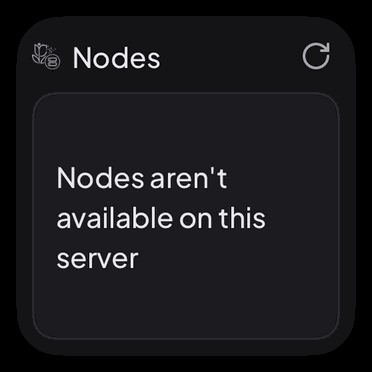 Nodes
Nodes aren't
available on this
server